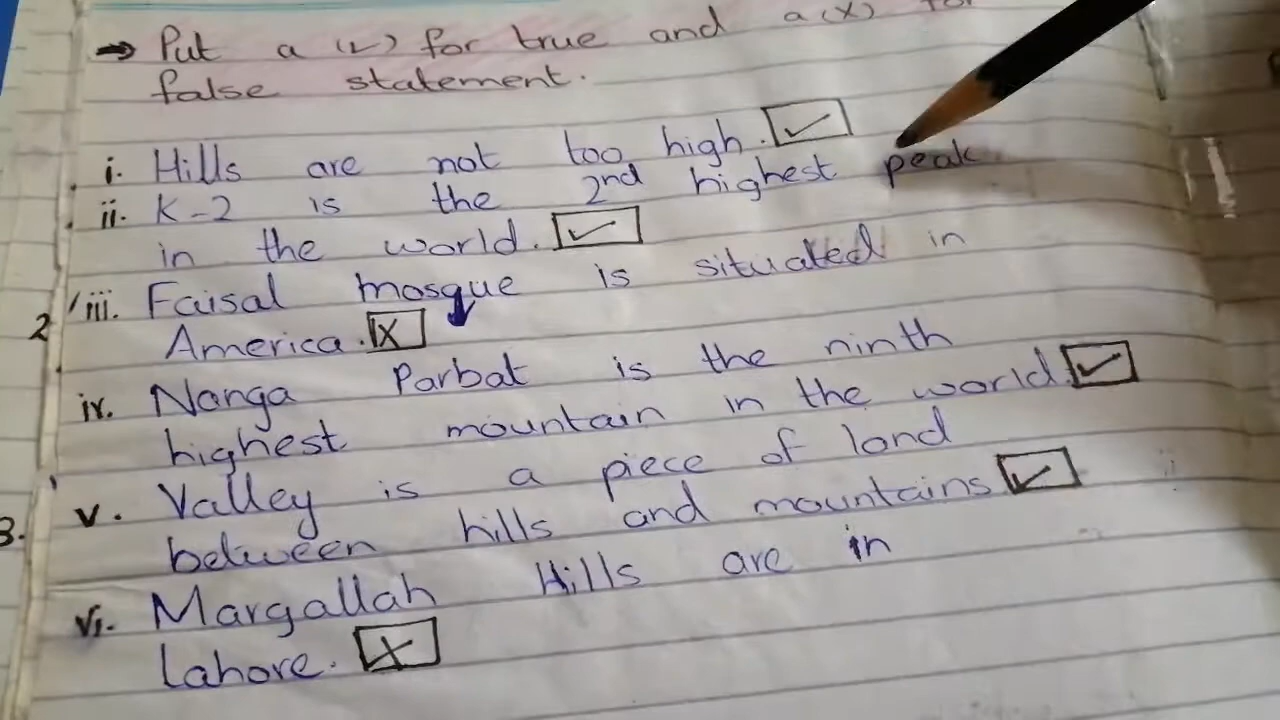 → Put a (✓) for true and a (x) for
false statement.
i. Hills are not too high. ✓
ii. K-2 is the 2nd highest peak
in the world. ✓
iii. Faisal mosque is situated in
2
America. x
iv. Nanga Parbat is the ninth
highest mountain in the world ✓
v. Valley is a piece of land
3.
between hills and mountains ✓
vi. Margallah Hills are in
Lahore. x